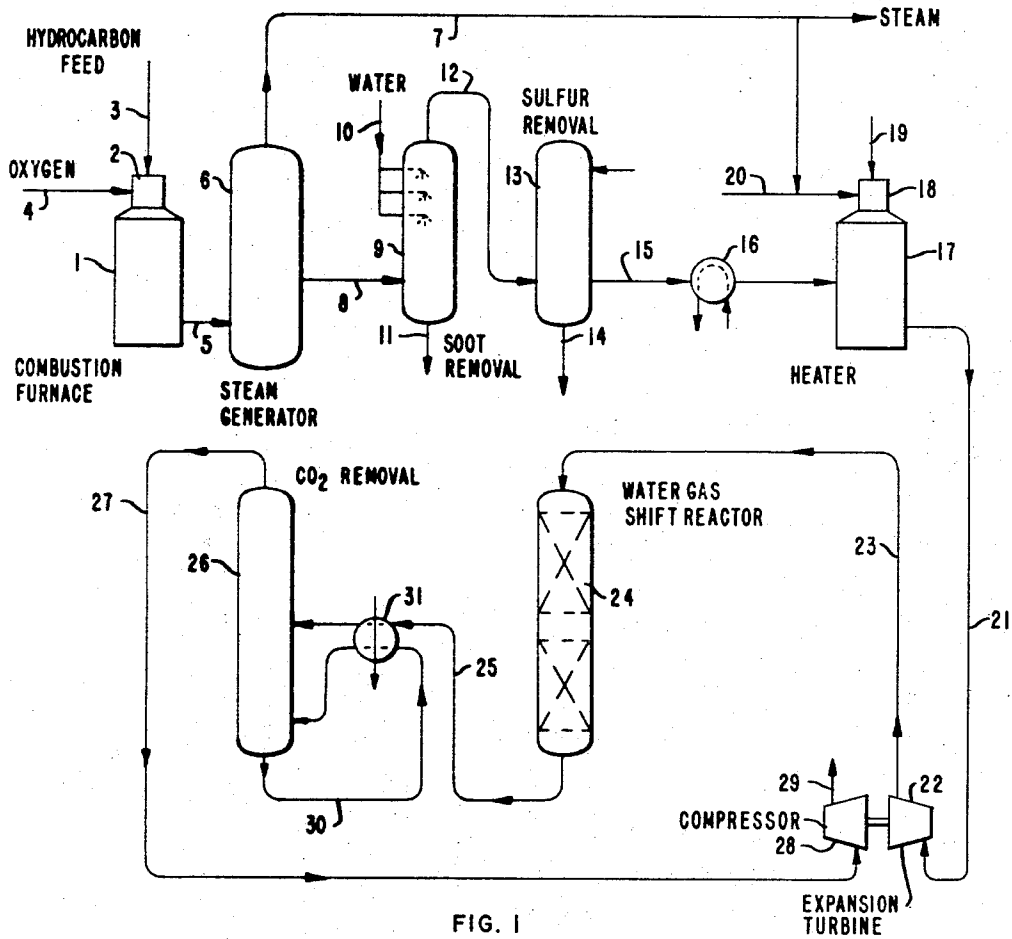 7
STEAM
HYDROCARBON
FEED
3
WATER
10
12
SULFUR
REMOVAL
19
OXYGEN
4
2
6
13
20
18
1
9
15
16
17
5
8
11
SOOT
REMOVAL
14
COMBUSTION
FURNACE
STEAM
GENERATOR
HEATER
27
CO2 REMOVAL
WATER GAS
SHIFT REACTOR
23
26
31
24
21
25
30
29
22
COMPRESSOR
28
EXPANSION
TURBINE
FIG. 1